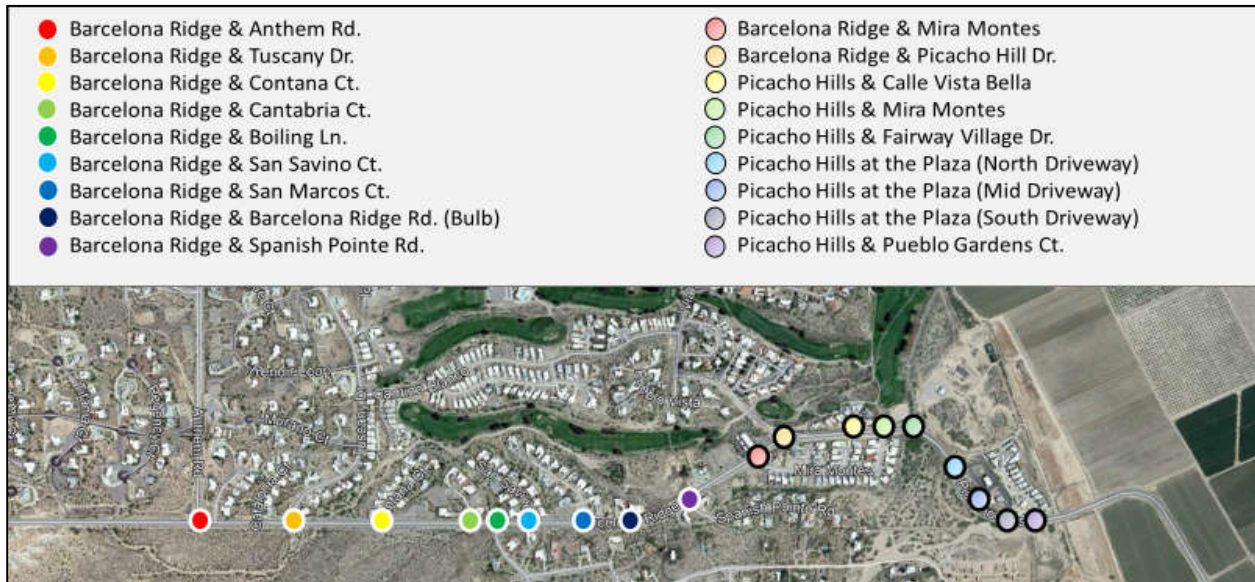 Barcelona Ridge & Anthem Rd.
Barcelona Ridge & Tuscany Dr.
Barcelona Ridge & Contana Ct.
Barcelona Ridge & Cantabria Ct.
Barcelona Ridge & Boiling Ln.
Barcelona Ridge & San Savino Ct.
Barcelona Ridge & San Marcos Ct.
Barcelona Ridge & Barcelona Ridge Rd. (Bulb)
Barcelona Ridge & Spanish Pointe Rd.
Barcelona Ridge & Mira Montes
Barcelona Ridge & Picacho Hill Dr.
Picacho Hills & Calle Vista Bella
Picacho Hills & Mira Montes
Picacho Hills & Fairway Village Dr.
Picacho Hills at the Plaza (North Driveway)
Picacho Hills at the Plaza (Mid Driveway)
Picacho Hills at the Plaza (South Driveway)
Picacho Hills & Pueblo Gardens Ct.
Anthem Rd
Mira Montes
Ridge
Spanish Pointe Rd